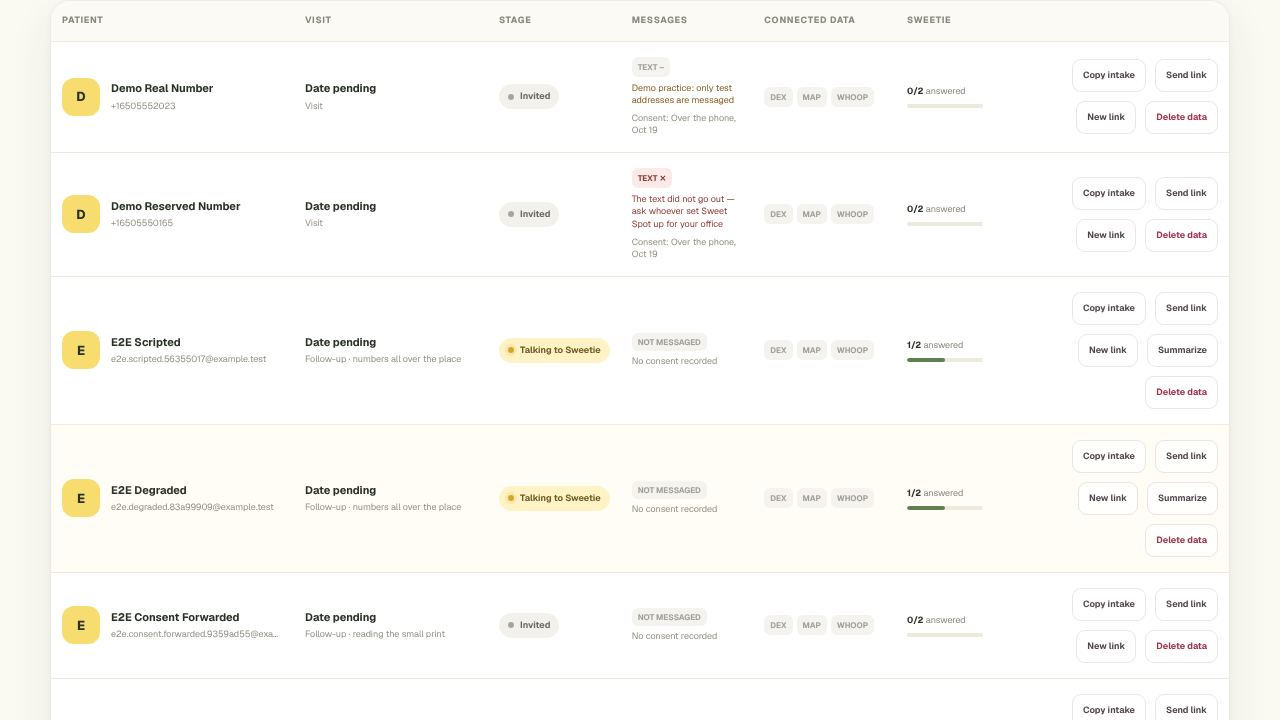 PATIENT VISIT STAGE MESSAGES CONNECTED DATA SWEETIE
D
Demo Real Number
+16505552023
Date pending
Visit
Invited
TEXT –
Demo practice: only test
addresses are messaged
Consent: Over the phone,
Oct 19
DEX MAP WHOOP
0/2 answered
Copy intake Send link
New link Delete data
D
Demo Reserved Number
+16505550165
Date pending
Visit
Invited
TEXT ✕
The text did not go out —
ask whoever set Sweet
Spot up for your office
Consent: Over the phone,
Oct 19
DEX MAP WHOOP
0/2 answered
Copy intake Send link
New link Delete data
E
E2E Scripted
e2e.scripted.56355017@example.test
Date pending
Follow-up · numbers all over the place
Talking to Sweetie
NOT MESSAGED
No consent recorded
DEX MAP WHOOP
1/2 answered
Copy intake Send link
New link Summarize
Delete data
E
E2E Degraded
e2e.degraded.83a99909@example.test
Date pending
Follow-up · numbers all over the place
Talking to Sweetie
NOT MESSAGED
No consent recorded
DEX MAP WHOOP
1/2 answered
Copy intake Send link
New link Summarize
Delete data
E
E2E Consent Forwarded
e2e.consent.forwarded.9359ad55@exa…
Date pending
Follow-up · reading the small print
Invited
NOT MESSAGED
No consent recorded
DEX MAP WHOOP
0/2 answered
Copy intake Send link
New link Delete data
Copy intake Send link